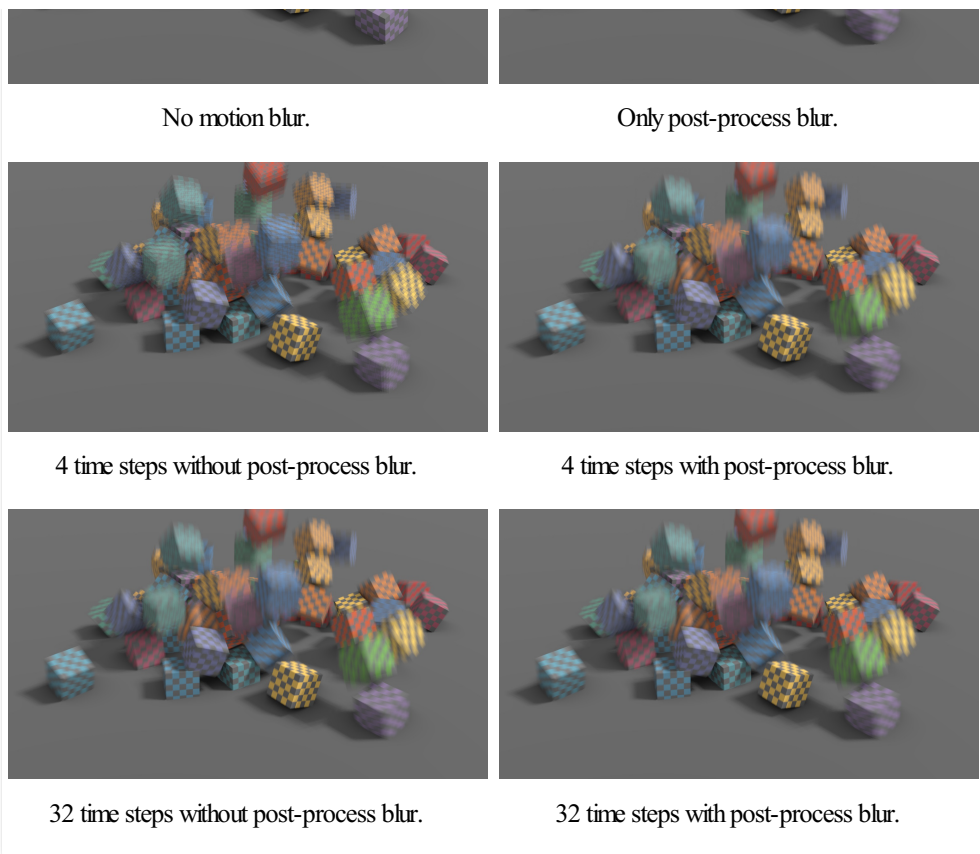 No motion blur.
Only post-process blur.
4 time steps without post-process blur.
4 time steps with post-process blur.
32 time steps without post-process blur.
32 time steps with post-process blur.